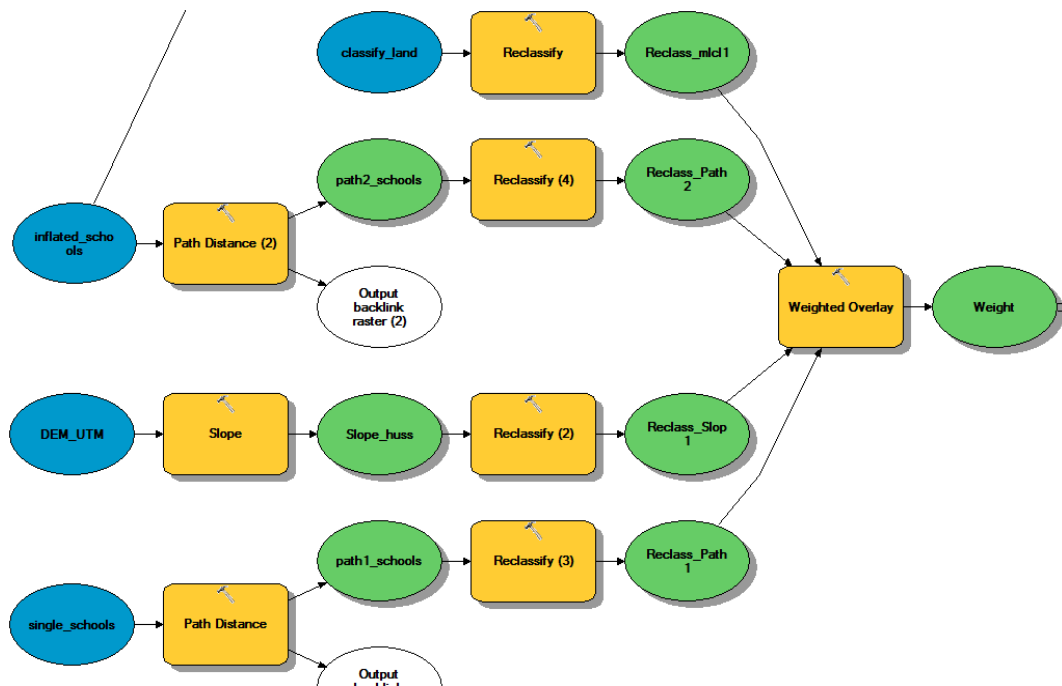 classify_land
Reclassify
Reclass_mlcl1
path2_schools
Reclassify (4)
Reclass_Path
2
inflated_scho
ols
Path Distance (2)
Output
backlink
raster (2)
Weighted Overlay
Weight
DEM_UTM
Slope
Slope_huss
Reclassify (2)
Reclass_Slop
1
path1_schools
Reclassify (3)
Reclass_Path
1
single_schools
Path Distance
Output